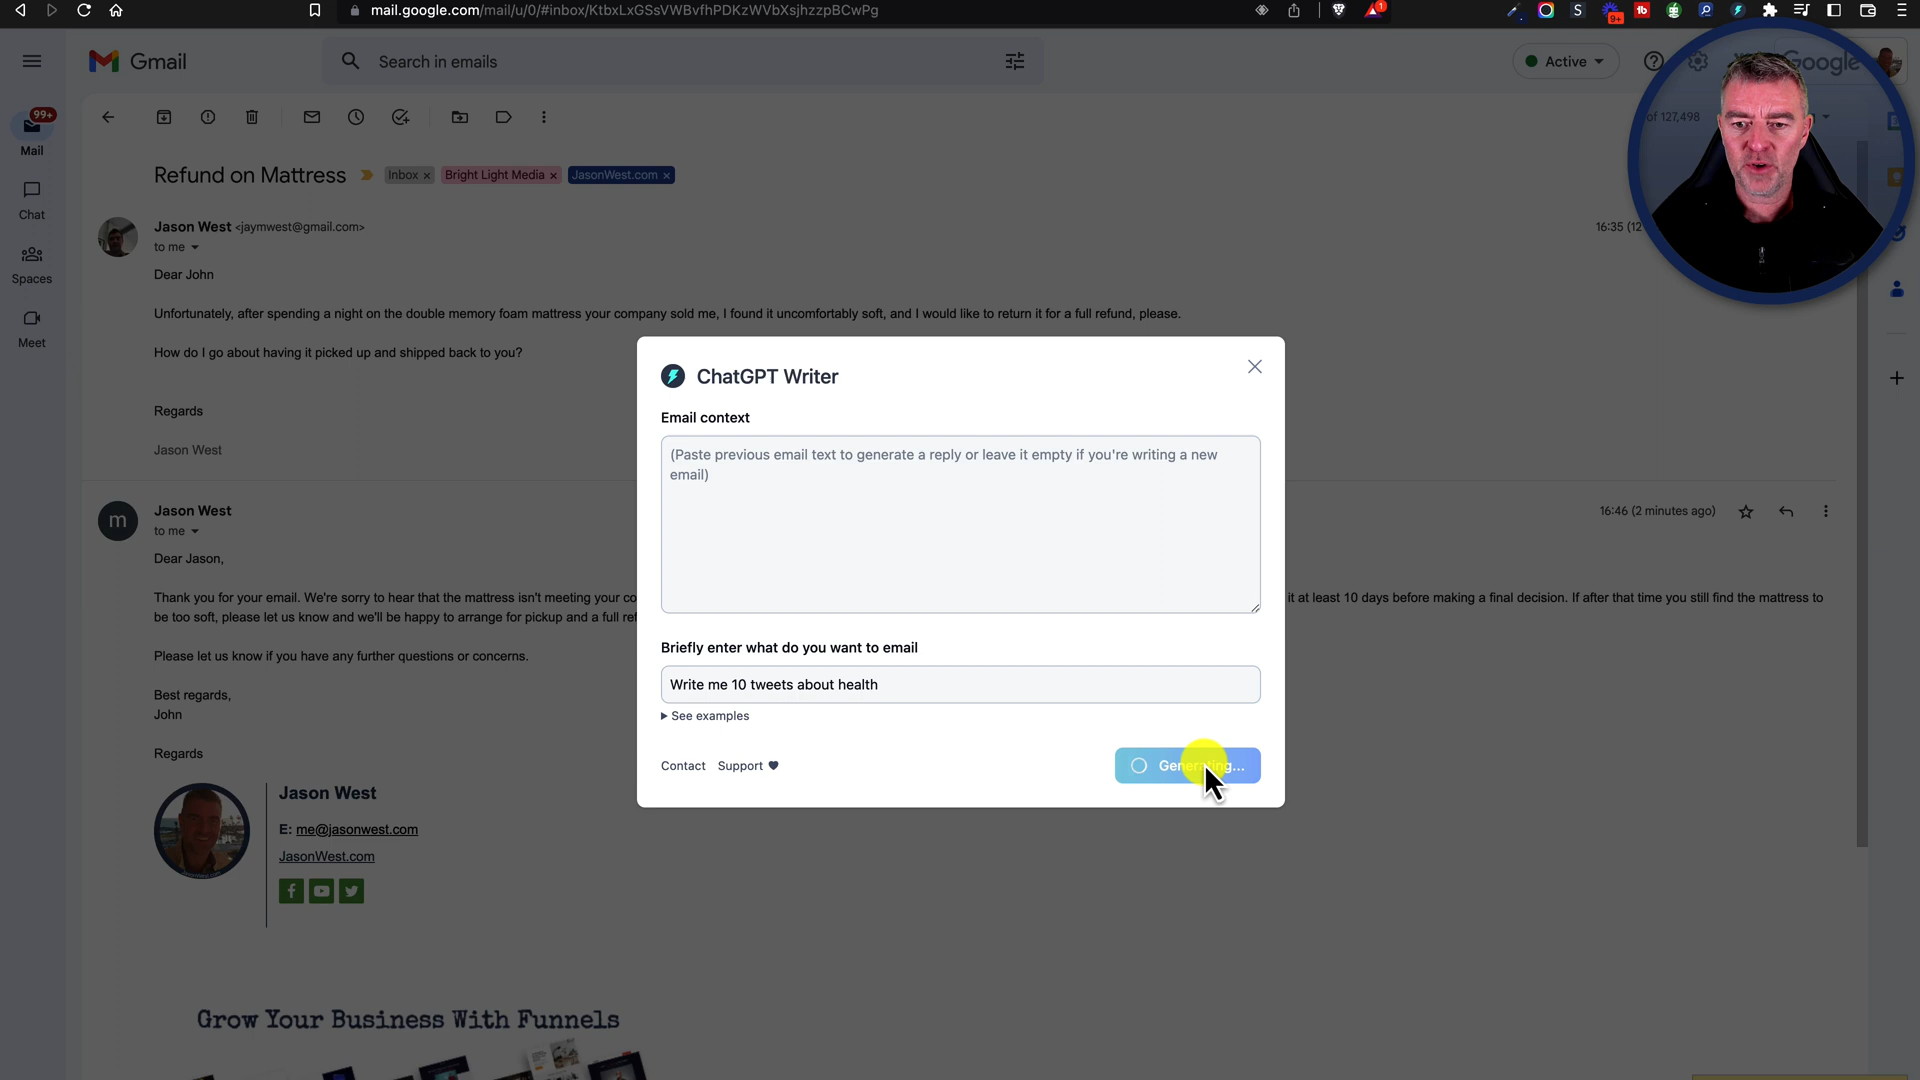 mail.google.com/mail/u/0/#inbox/KtbxLxGSsVWBvfhPDKzWVbXsjhzzpBCwPg
1
9+
tb
S
Gmail
Search in emails
Active
Google
99+
Mail
Chat
Spaces
Meet
of 127,498
Refund on Mattress
Inbox ×
Bright Light Media ×
JasonWest.com ×
Jason West <jaymwest@gmail.com>
16:35 (12
to me
Dear John
Unfortunately, after spending a night on the double memory foam mattress your company sold me, I found it uncomfortably soft, and I would like to return it for a full refund, please.
How do I go about having it picked up and shipped back to you?
Regards
Jason West
m
Jason West
16:46 (2 minutes ago)
to me
Dear Jason,
Thank you for your email. We're sorry to hear that the mattress isn't meeting your co
it at least 10 days before making a final decision. If after that time you still find the mattress to
be too soft, please let us know and we'll be happy to arrange for pickup and a full ref
Please let us know if you have any further questions or concerns.
Best regards,
John
Regards
Jason West
E: me@jasonwest.com
JasonWest.com
Grow Your Business With Funnels
ChatGPT Writer
Email context
(Paste previous email text to generate a reply or leave it empty if you're writing a new
email)
Briefly enter what do you want to email
Write me 10 tweets about health
See examples
Contact
Support
Generating...